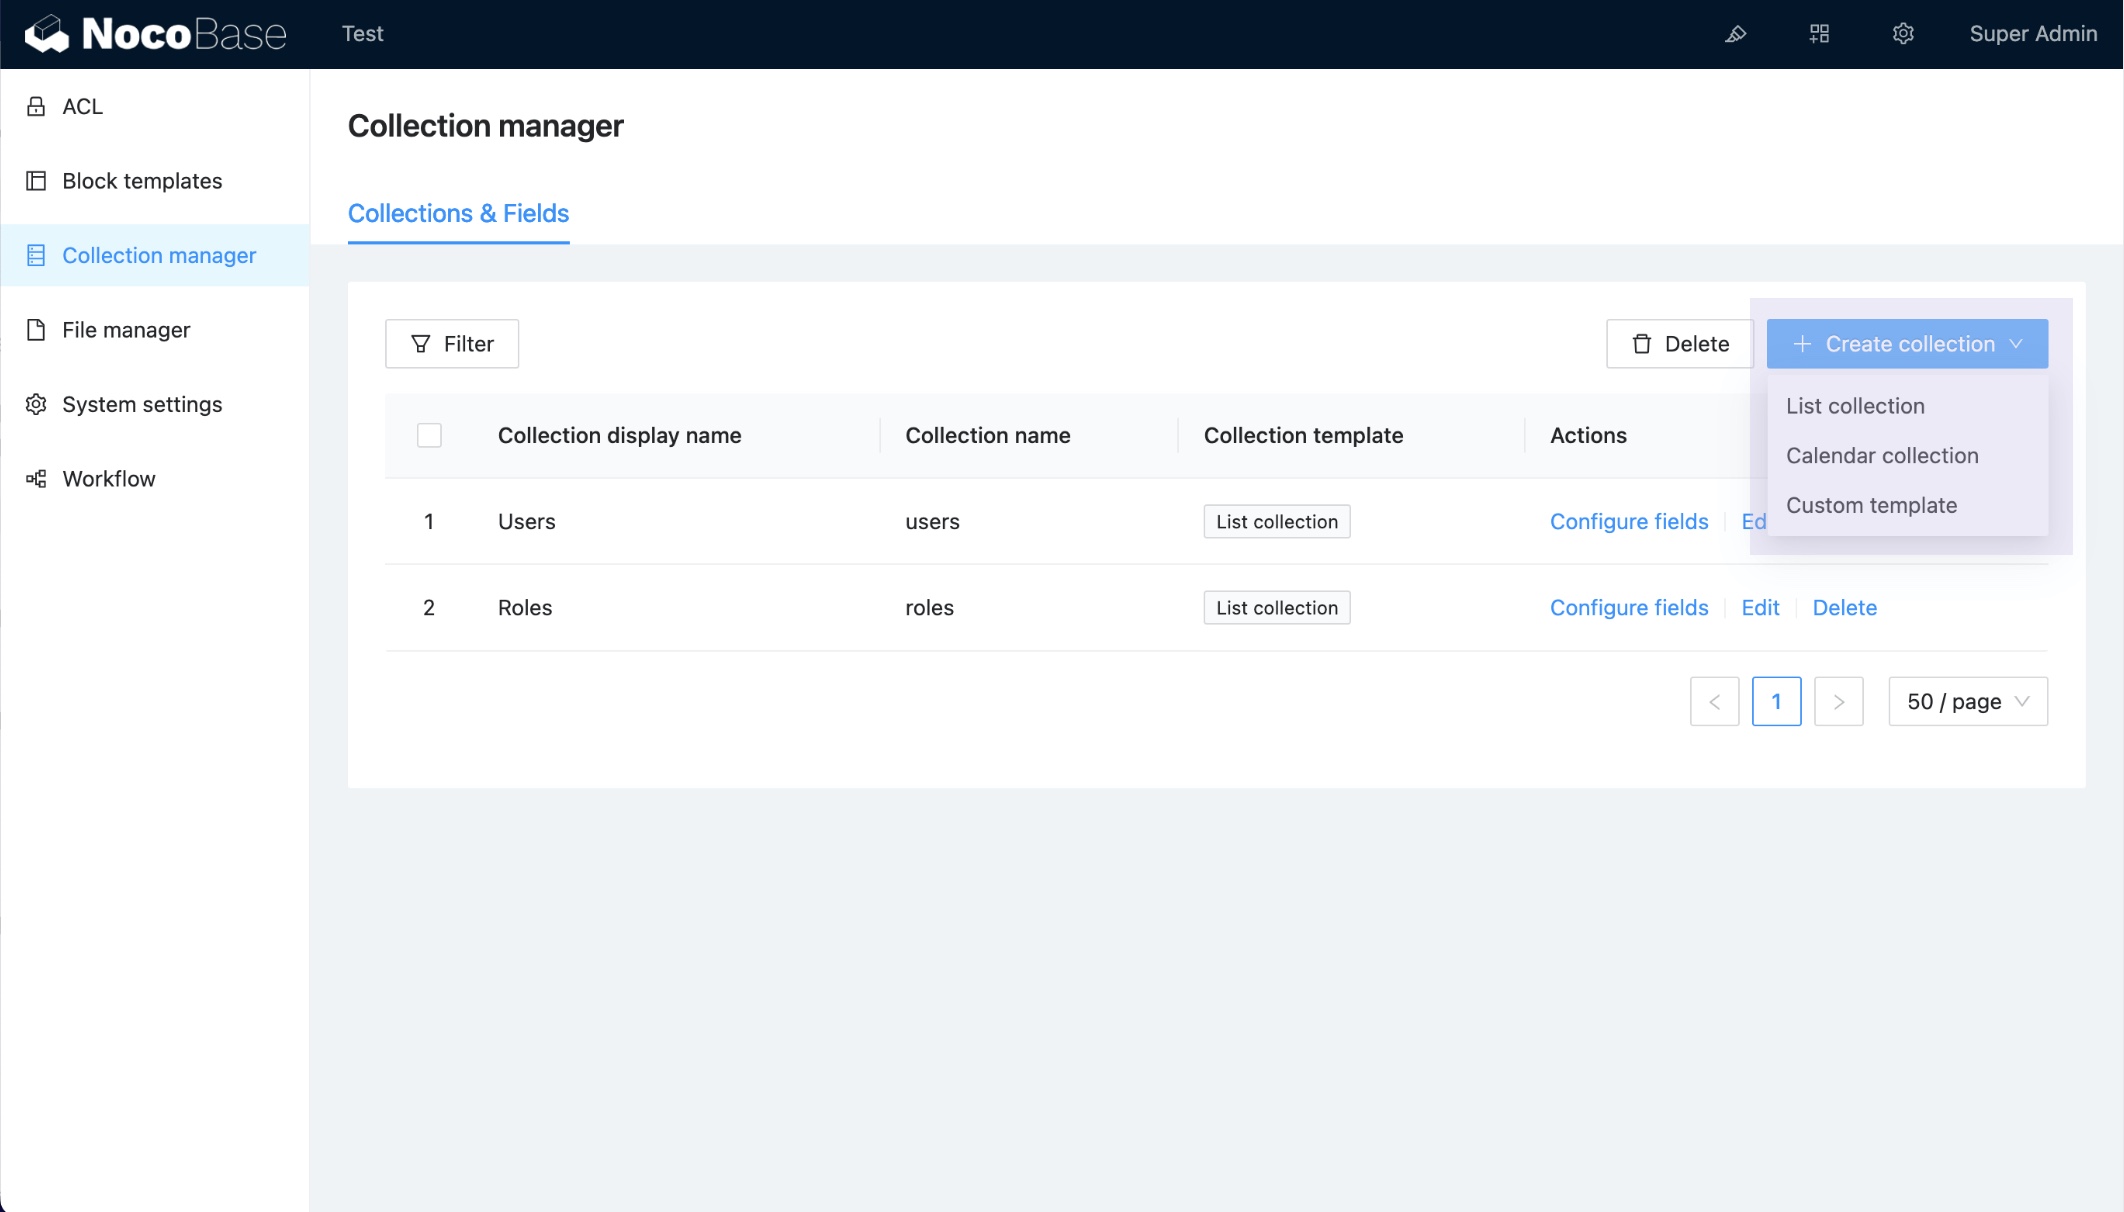 NocoBase
Test
Super Admin
ACL
Block templates
Collection manager
File manager
System settings
Workflow
Collection manager
Collections & Fields
Filter
Delete
Create collection
List collection
Calendar collection
Custom template
Collection display name
Collection name
Collection template
Actions
1
Users
users
List collection
Configure fields
Ed
2
Roles
roles
List collection
Configure fields
Edit
Delete
1
50 / page